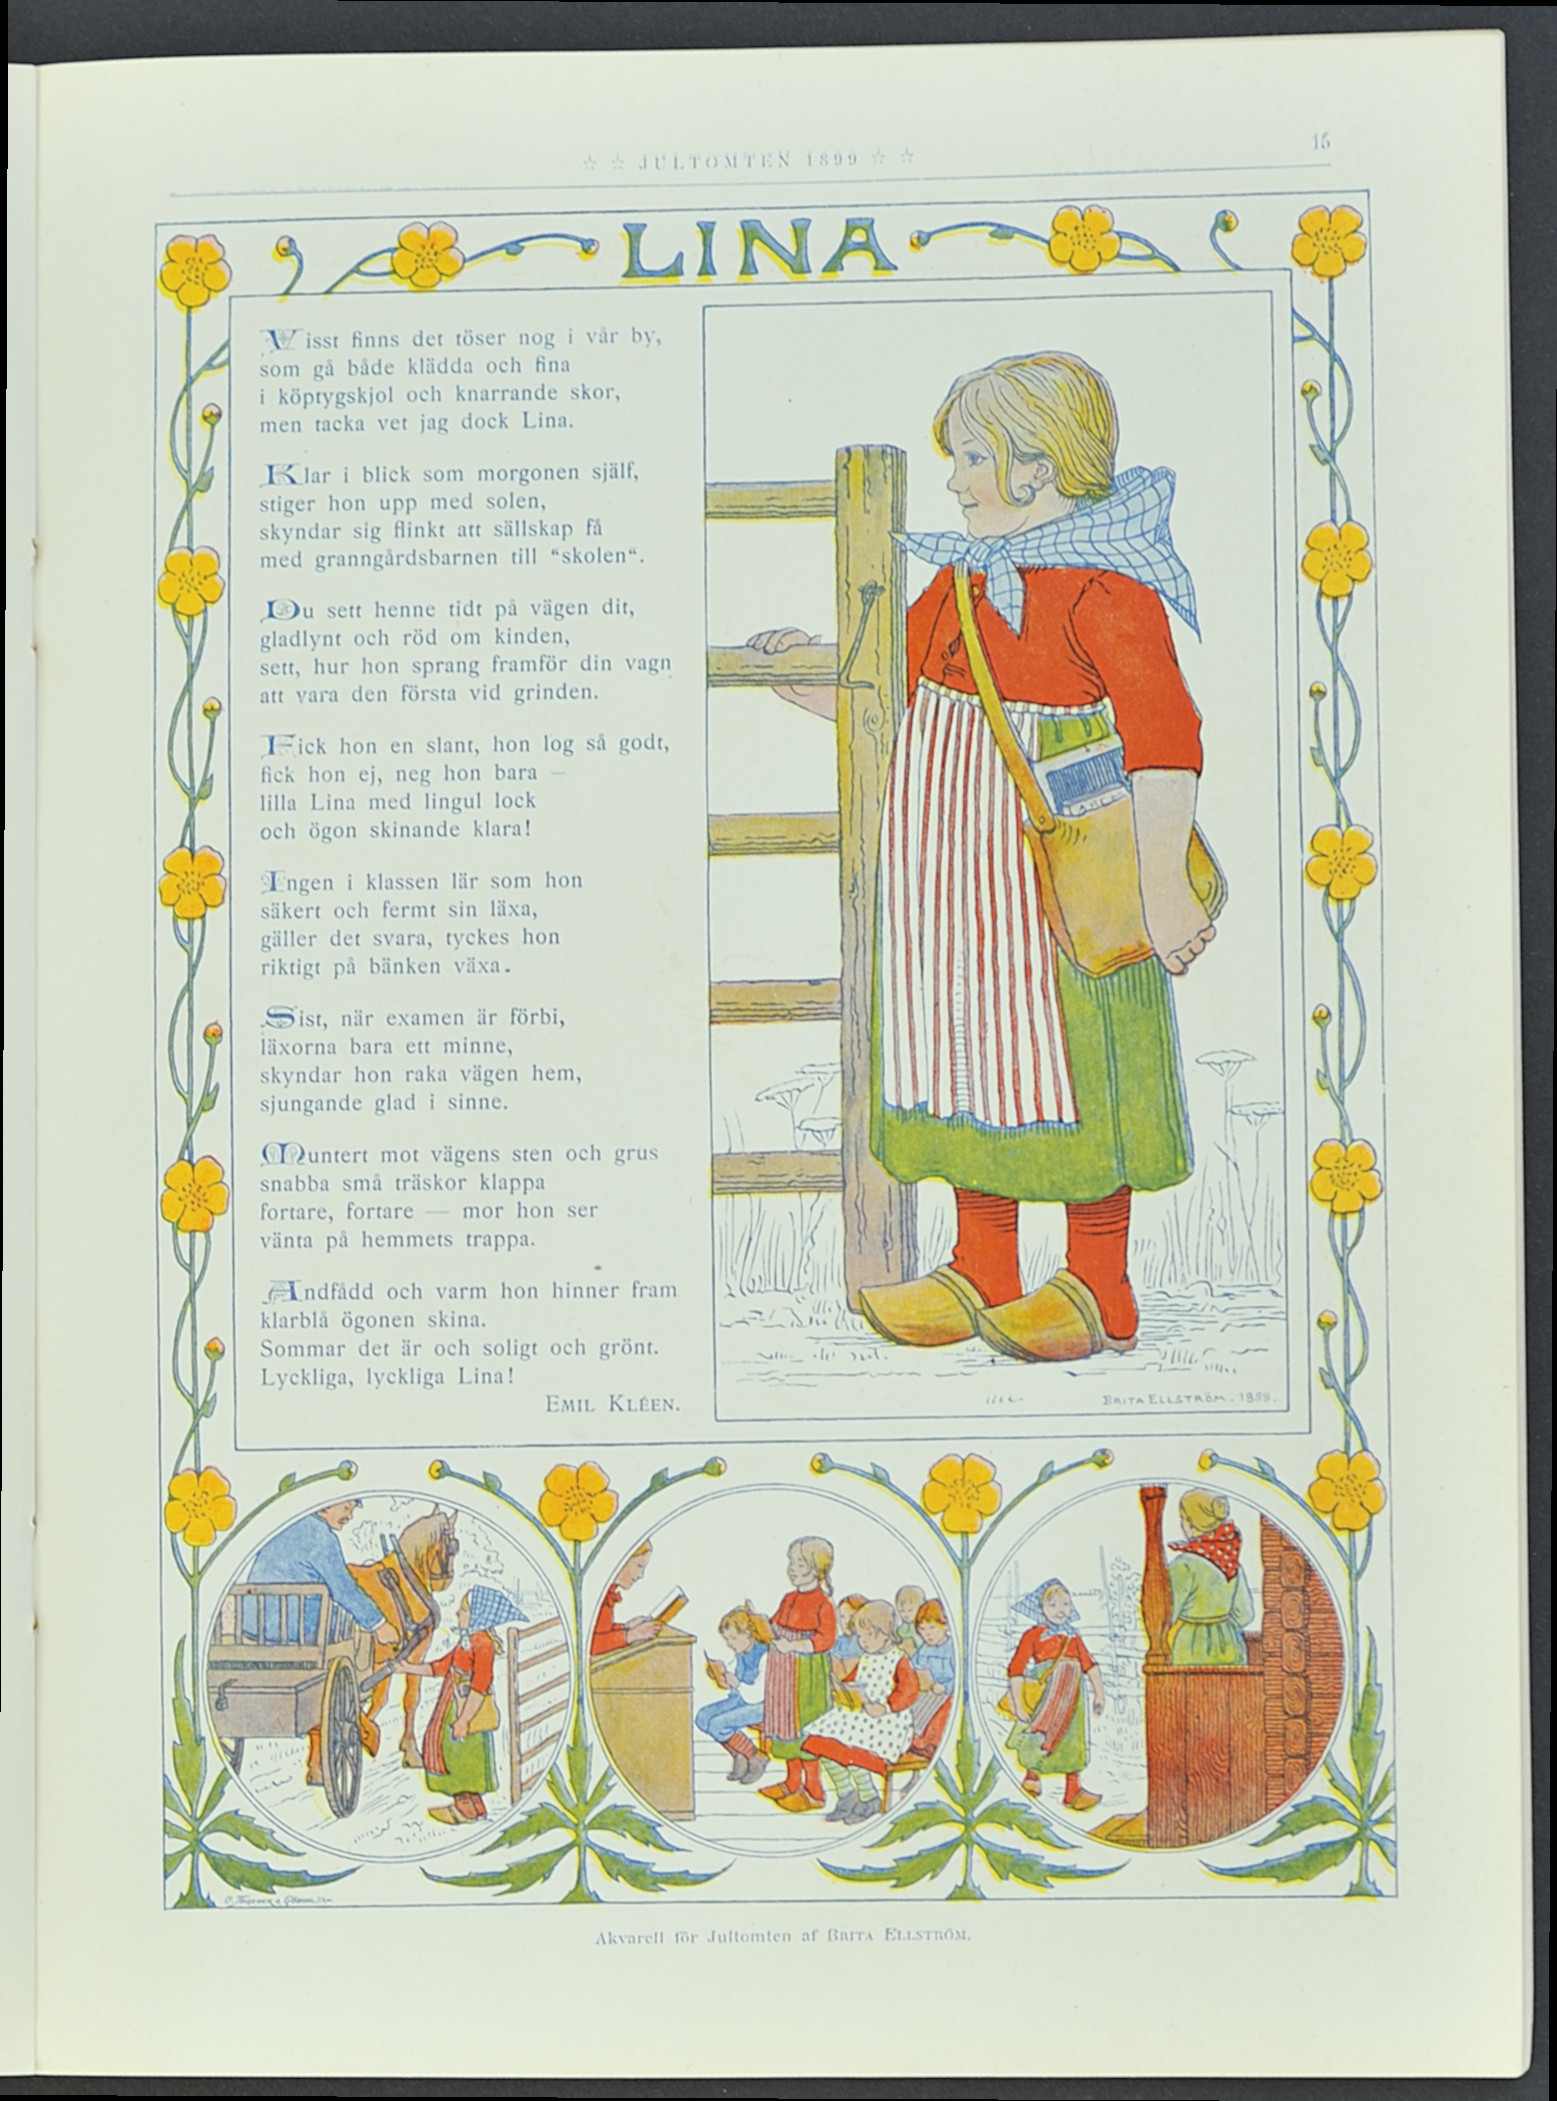 ☆ ☆ JULTOMTEN 1899 ☆ ☆
15
LINA
Visst finns det töser nog i vår by,
som gå både klädda och fina
i köptygskjol och knarrande skor,
men tacka vet jag dock Lina.
Klar i blick som morgonen själf,
stiger hon upp med solen,
skyndar sig flinkt att sällskap få
med granngårdsbarnen till “skolen“.
Du sett henne tidt på vägen dit,
gladlynt och röd om kinden,
sett, hur hon sprang framför din vagn
att vara den första vid grinden.
Fick hon en slant, hon log så godt,
fick hon ej, neg hon bara —
lilla Lina med lingul lock
och ögon skinande klara!
Ingen i klassen lär som hon
säkert och fermt sin läxa,
gäller det svara, tyckes hon
riktigt på bänken växa.
Sist, när examen är förbi,
läxorna bara ett minne,
skyndar hon raka vägen hem,
sjungande glad i sinne.
Muntert mot vägens sten och grus
snabba små träskor klappa
fortare, fortare — mor hon ser
vänta på hemmets trappa.
Andfådd och varm hon hinner fram
klarblå ögonen skina.
Sommar det är och soligt och grönt.
Lyckliga, lyckliga Lina!
EMIL KLÉEN.
BRITA ELLSTRÖM. 1899.
Akvarell för Jultomten af BRITA ELLSTRÖM.